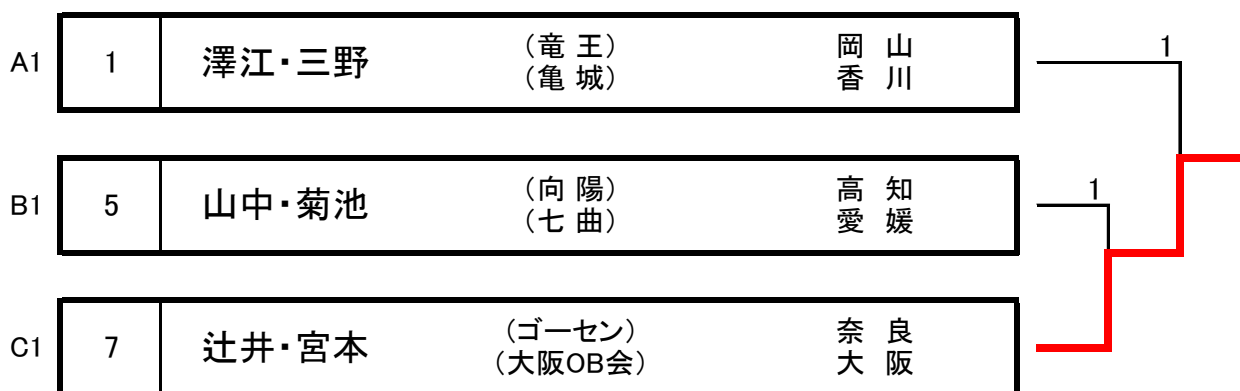 1
A1 1 澤江・三野 (竜 王) 岡 山
(亀 城) 香 川
1
B1 5 山中・菊池 (向 陽) 高 知
(七 曲) 愛 媛
C1 7 辻井・宮本 (ゴーセン) 奈 良
(大阪OB会) 大 阪